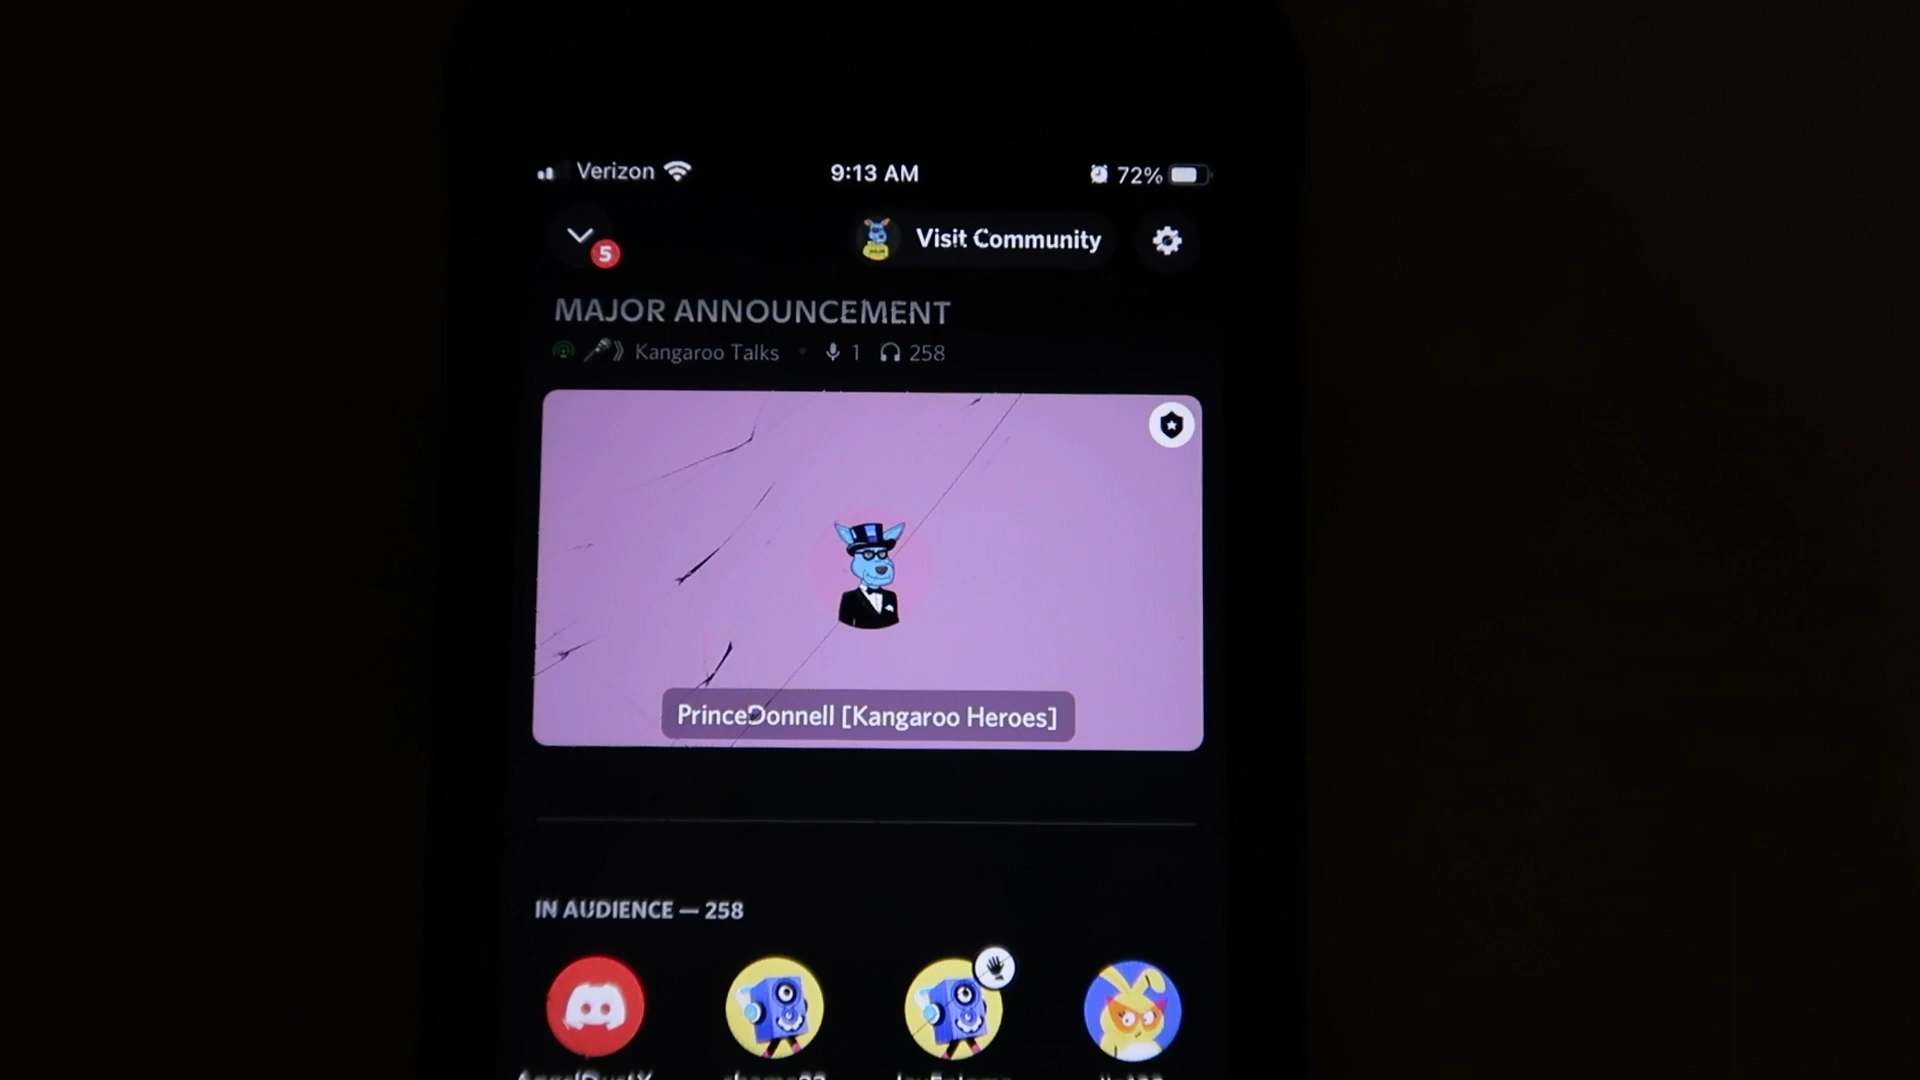 Verizon 9:13 AM 72%
5 Visit Community
MAJOR ANNOUNCEMENT
Kangaroo Talks 1 258
PrinceDonnell [Kangaroo Heroes]
IN AUDIENCE — 258